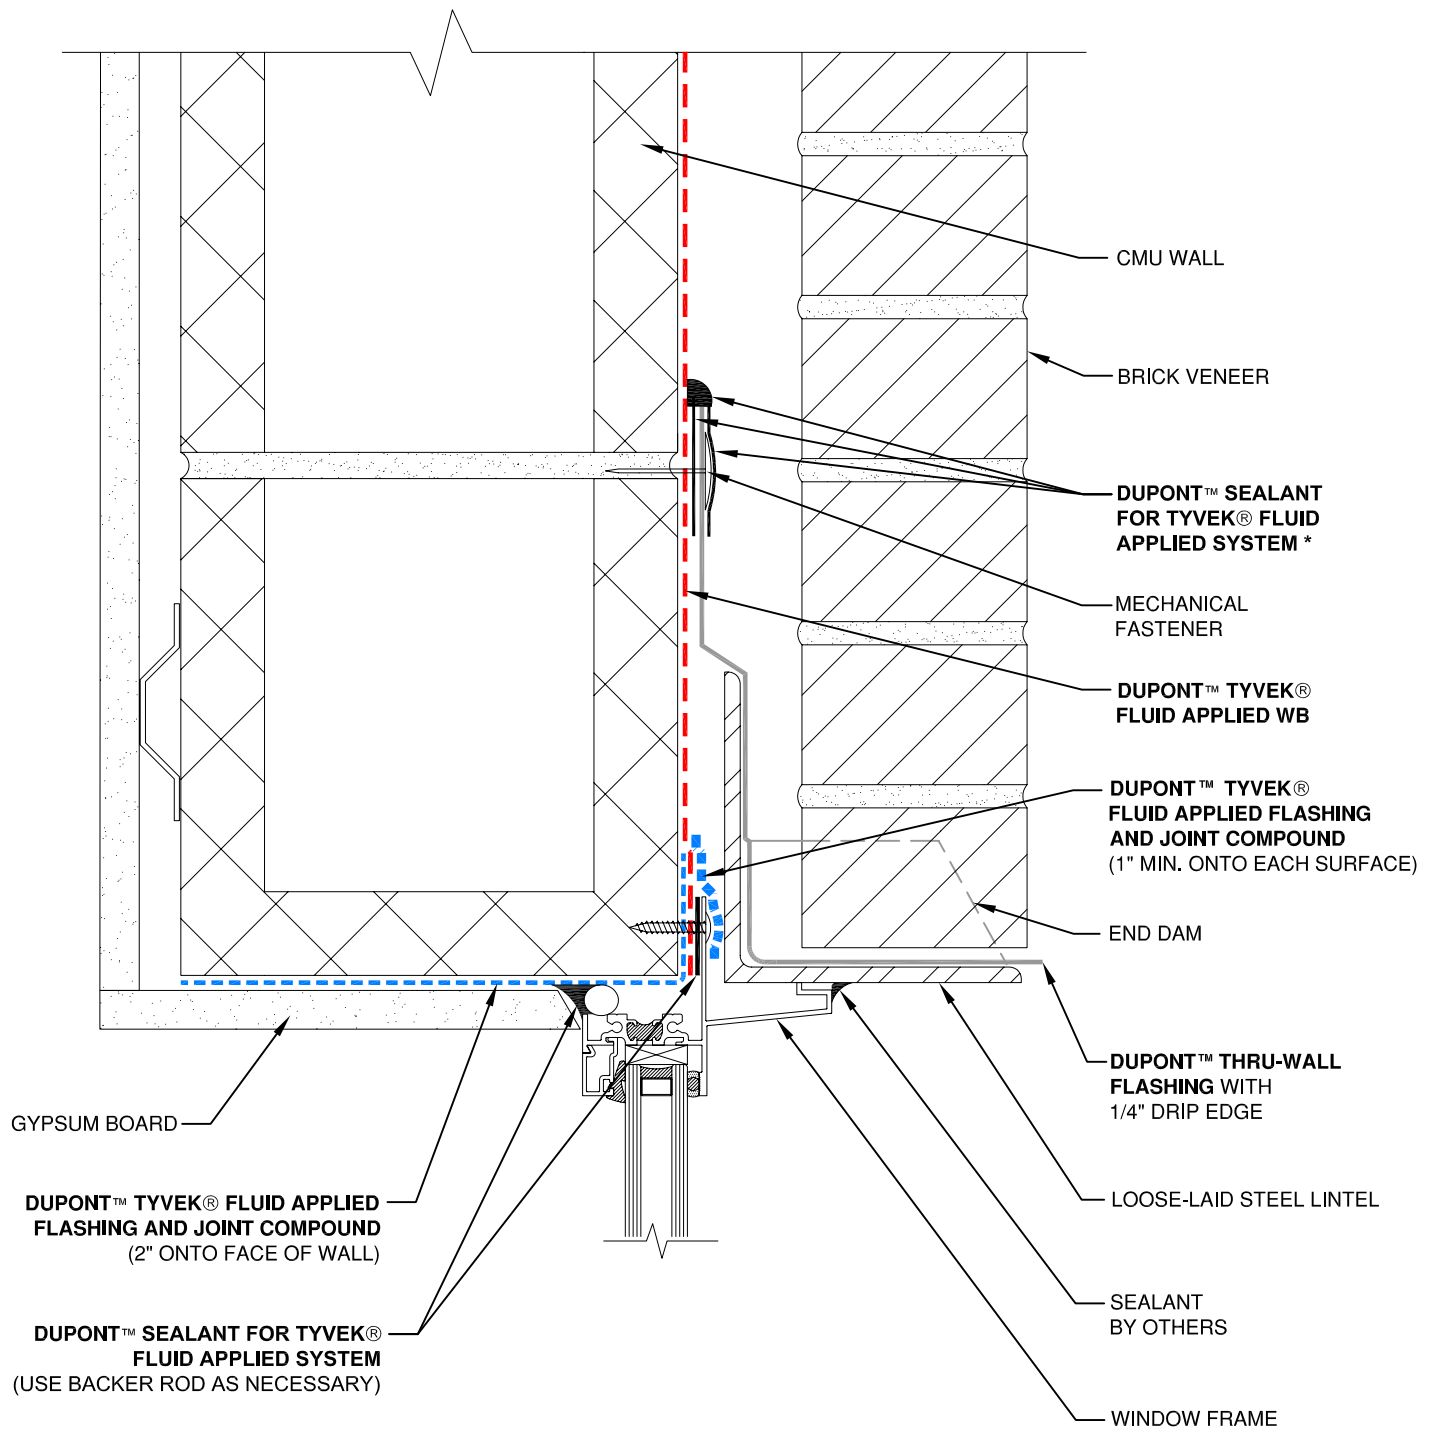 CMU WALL
BRICK VENEER
DUPONT™ SEALANT
FOR TYVEK® FLUID
APPLIED SYSTEM *
MECHANICAL
FASTENER
DUPONT™ TYVEK®
FLUID APPLIED WB
DUPONT™ TYVEK®
FLUID APPLIED FLASHING
AND JOINT COMPOUND
(1" MIN. ONTO EACH SURFACE)
END DAM
DUPONT™ THRU-WALL
FLASHING WITH
1/4" DRIP EDGE
LOOSE-LAID STEEL LINTEL
SEALANT
BY OTHERS
WINDOW FRAME
GYPSUM BOARD
DUPONT™ TYVEK® FLUID APPLIED
FLASHING AND JOINT COMPOUND
(2" ONTO FACE OF WALL)
DUPONT™ SEALANT FOR TYVEK®
FLUID APPLIED SYSTEM
(USE BACKER ROD AS NECESSARY)